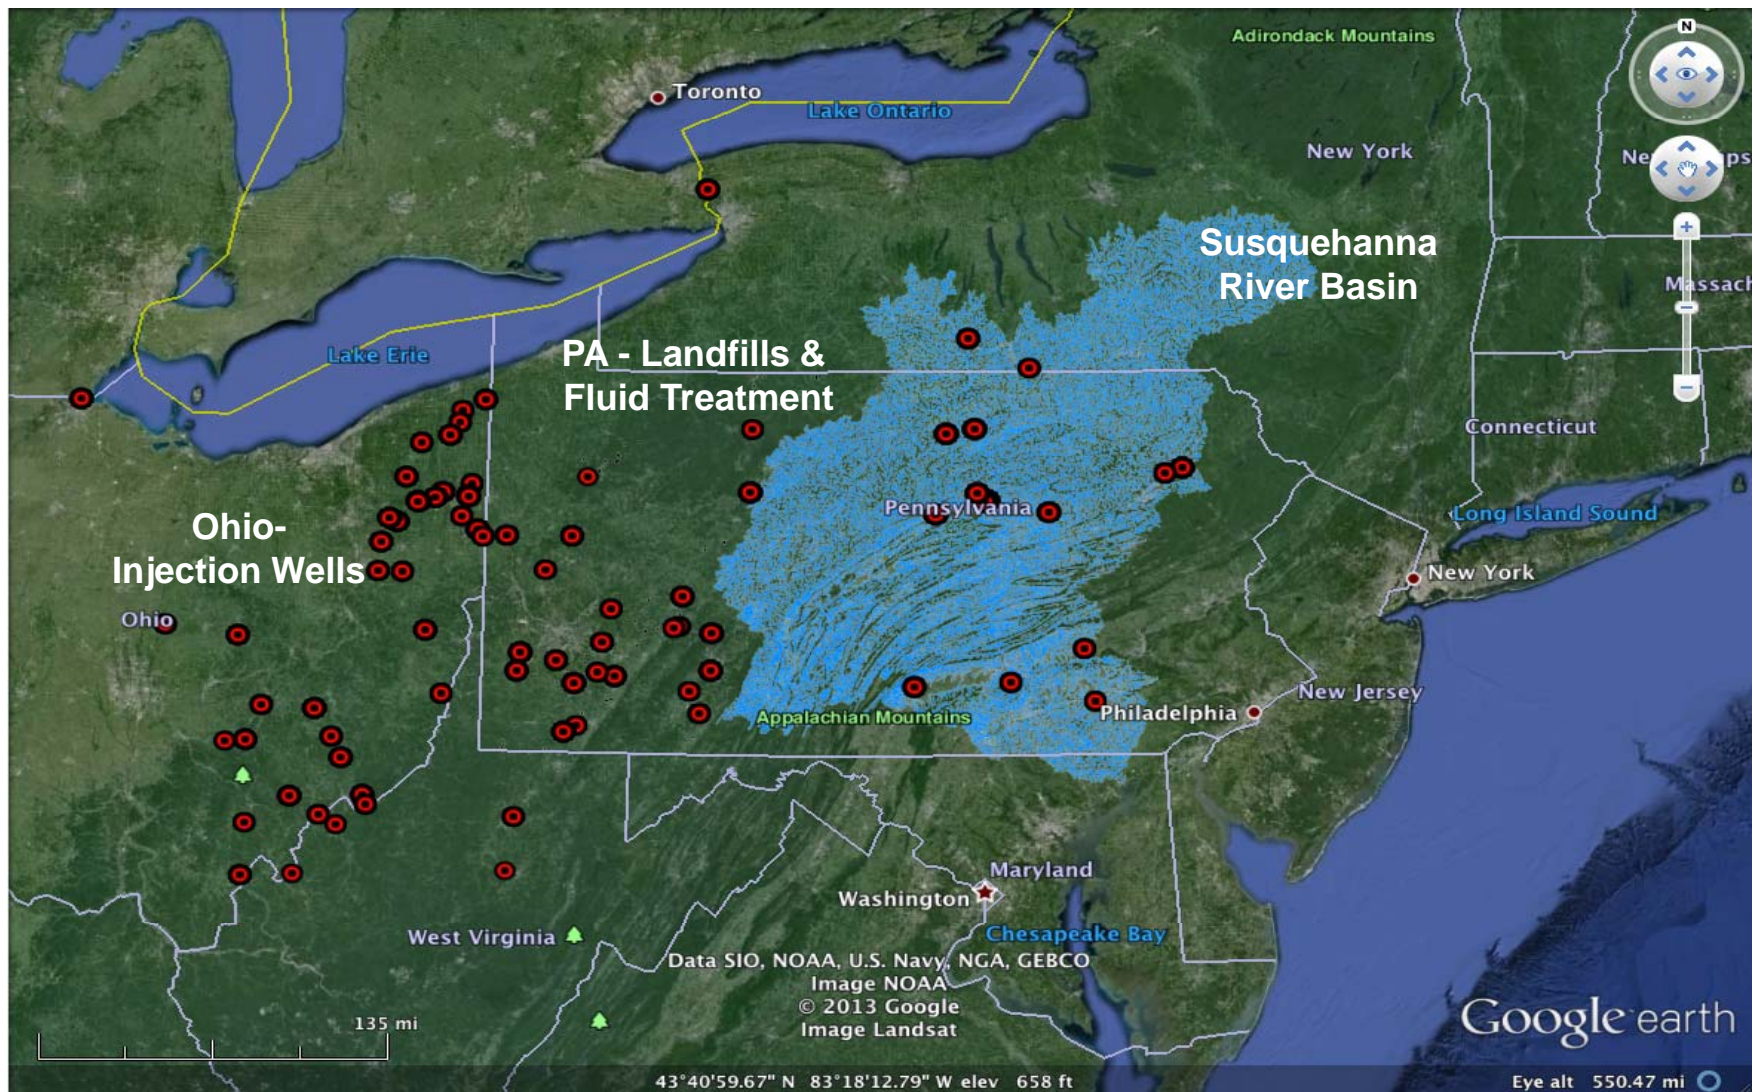 N
Adirondack Mountains
Toronto
Lake Ontario
New York
Susquehanna
River Basin
Massach
Lake Erie
PA - Landfills &
Fluid Treatment
Connecticut
Pennsylvania
Long Island Sound
Ohio-
Injection Wells
New York
Ohio
New Jersey
Appalachian Mountains
Philadelphia
Maryland
Washington
West Virginia
Chesapeake Bay
Data SIO, NOAA, U.S. Navy, NGA, GEBCO
Image NOAA
© 2013 Google
Image Landsat
135 mi
Google earth
43°40'59.67" N 83°18'12.79" W elev 658 ft
Eye alt 550.47 mi